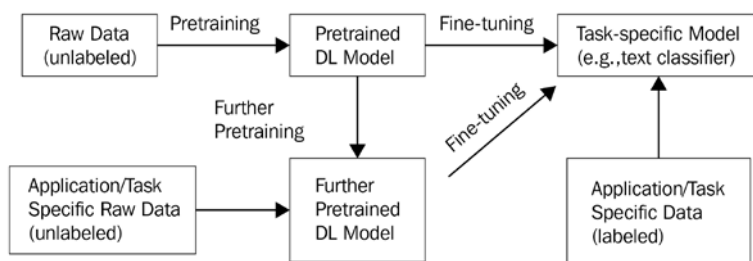 Raw Data
(unlabeled)
Pretraining
Pretrained
DL Model
Fine-tuning
Task-specific Model
(e.g.,text classifier)
Further
Pretraining
Fine-tuning
Application/Task
Specific Raw Data
(unlabeled)
Further
Pretrained
DL Model
Application/Task
Specific Data
(labeled)